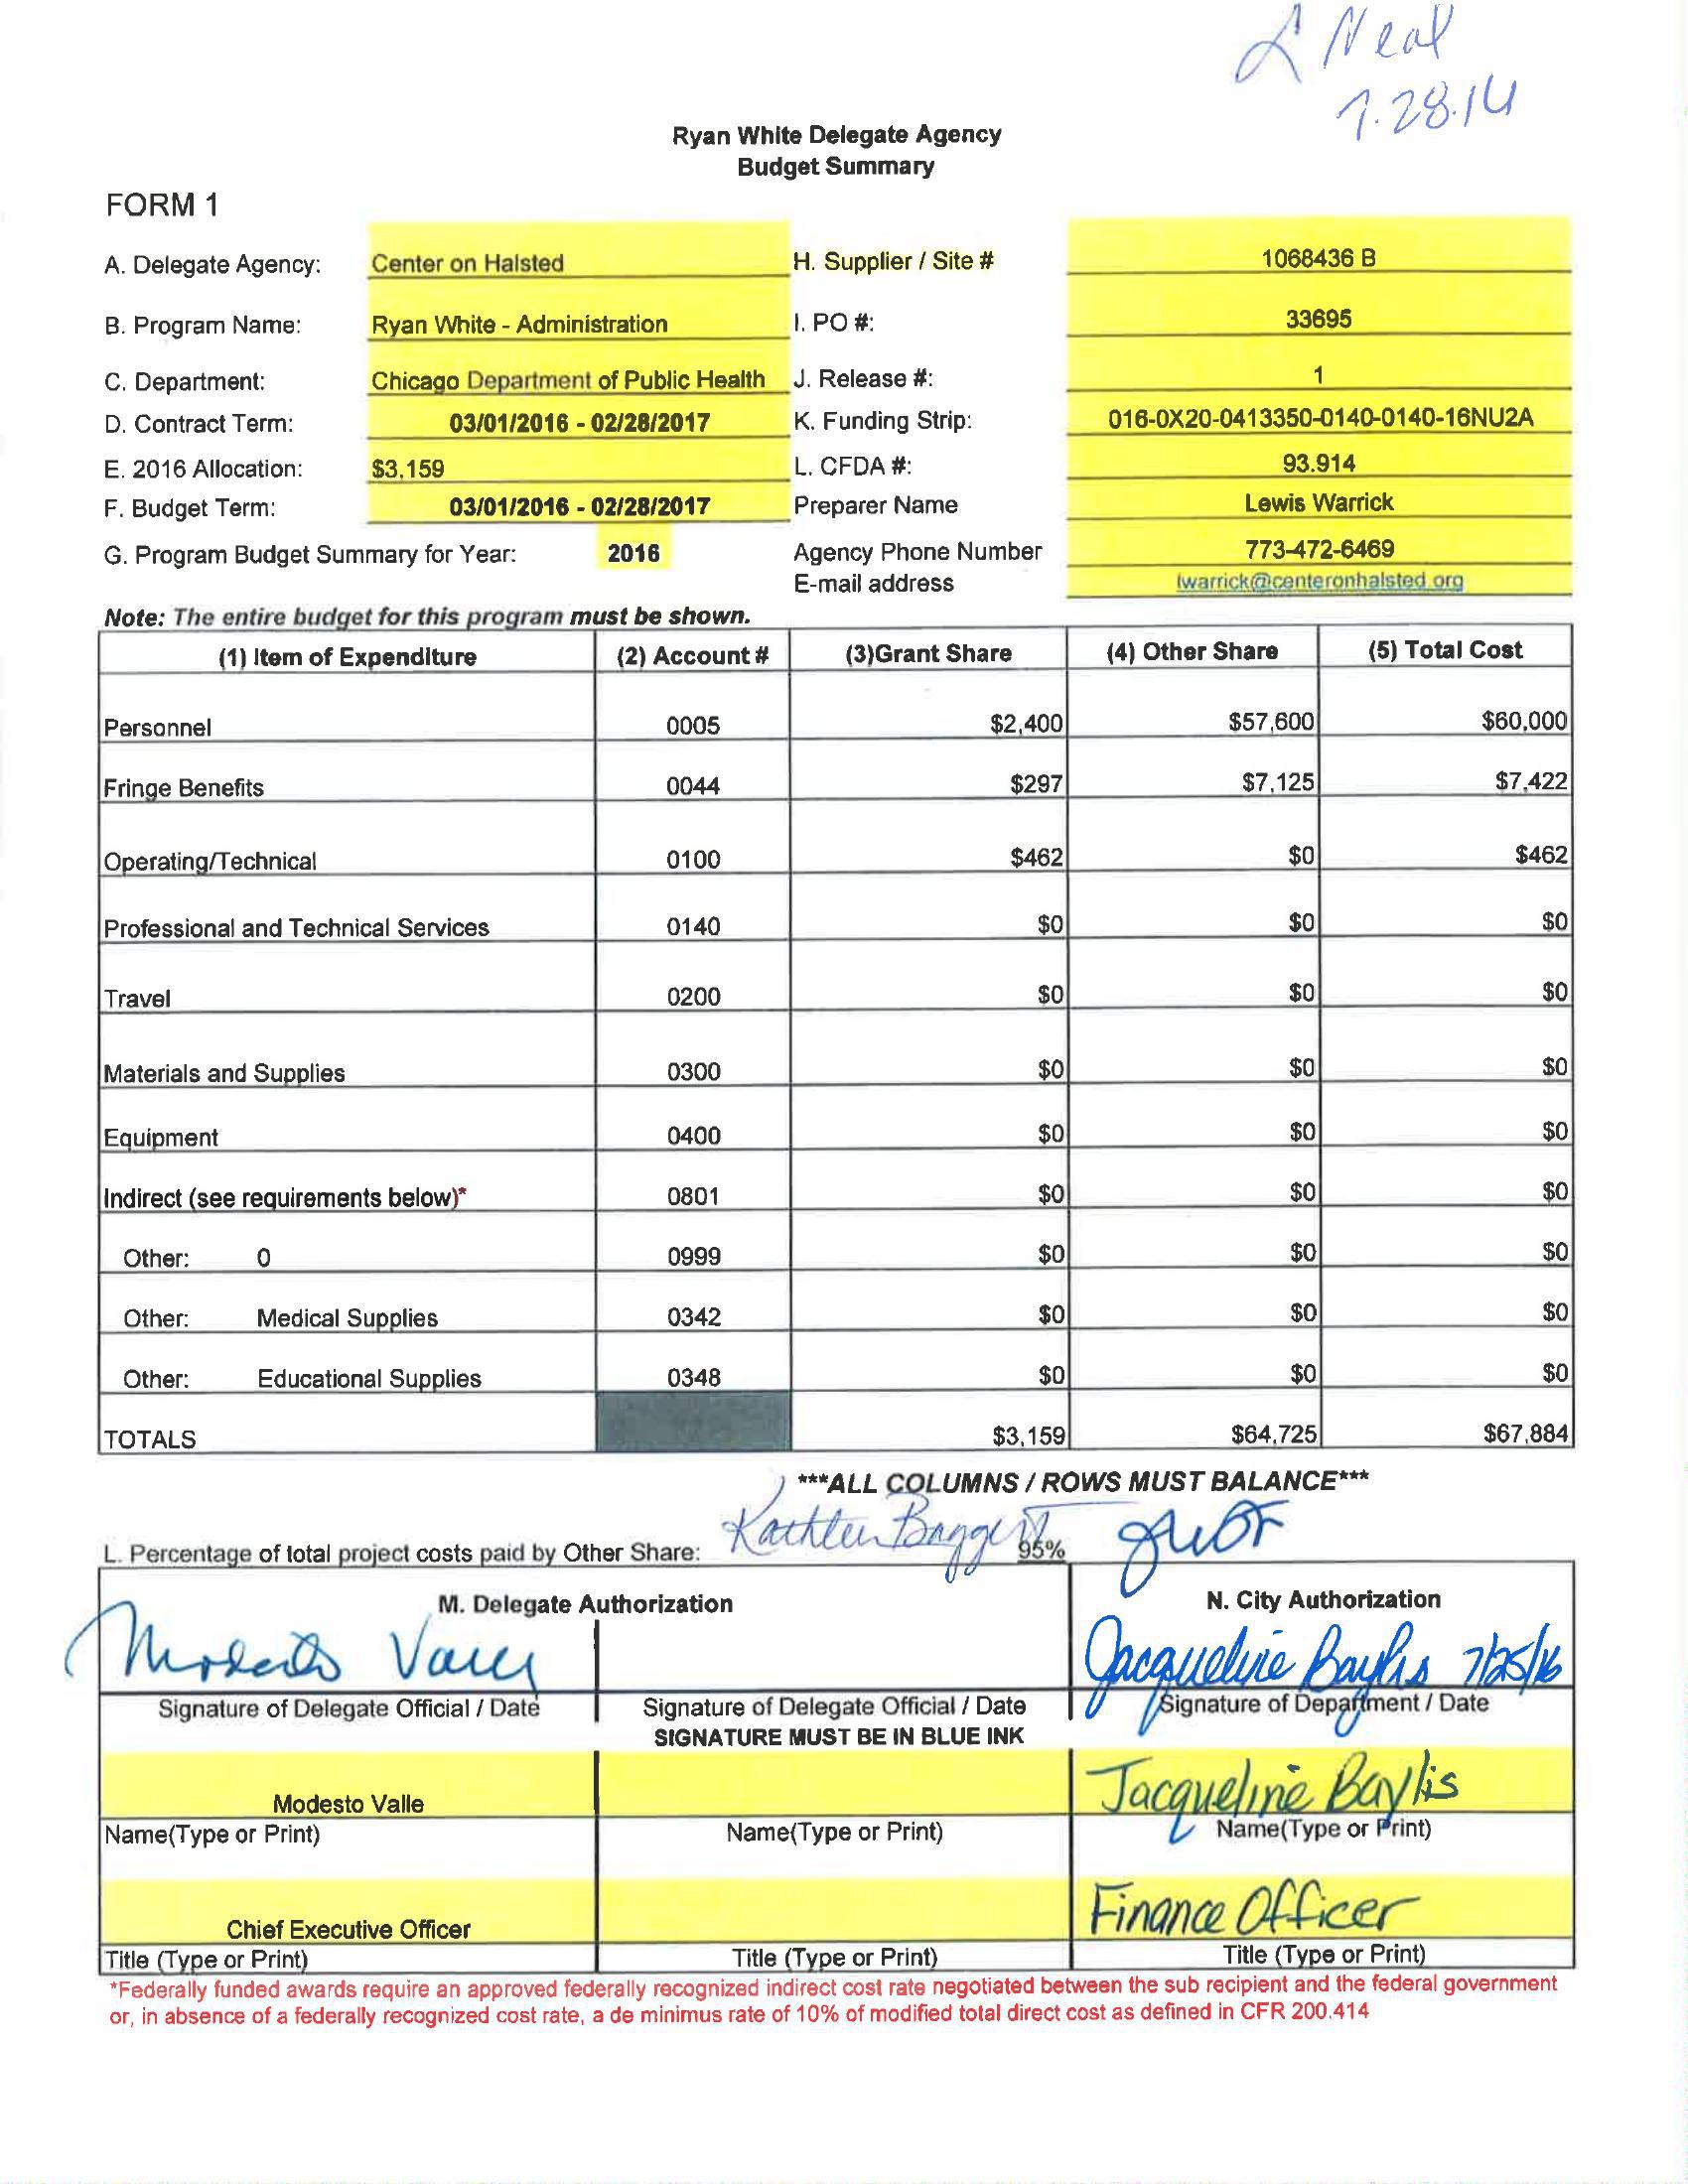 L Neal
7.28.14
Ryan White Delegate Agency
Budget Summary
FORM 1
A. Delegate Agency: Center on Halsted H. Supplier / Site # 1068436 B
B. Program Name: Ryan White - Administration I. PO #: 33695
C. Department: Chicago Department of Public Health J. Release #: 1
D. Contract Term: 03/01/2016 - 02/28/2017 K. Funding Strip: 016-0X20-0413350-0140-0140-16NU2A
E. 2016 Allocation: $3,159 L. CFDA #: 93.914
F. Budget Term: 03/01/2016 - 02/28/2017 Preparer Name Lewis Warrick
G. Program Budget Summary for Year: 2016 Agency Phone Number 773-472-6469
E-mail address lwarrick@centeronhalsted.org
Note: The entire budget for this program must be shown.
(1) Item of Expenditure (2) Account # (3)Grant Share (4) Other Share (5) Total Cost
Personnel 0005 $2,400 $57,600 $60,000
Fringe Benefits 0044 $297 $7,125 $7,422
Operating/Technical 0100 $462 $0 $462
Professional and Technical Services 0140 $0 $0 $0
Travel 0200 $0 $0 $0
Materials and Supplies 0300 $0 $0 $0
Equipment 0400 $0 $0 $0
Indirect (see requirements below)* 0801 $0 $0 $0
Other: 0 0999 $0 $0 $0
Other: Medical Supplies 0342 $0 $0 $0
Other: Educational Supplies 0348 $0 $0 $0
TOTALS $3,159 $64,725 $67,884
***ALL COLUMNS / ROWS MUST BALANCE***
L. Percentage of total project costs paid by Other Share: 95%
M. Delegate Authorization N. City Authorization
Modesto Valle Jacqueline Baylis 7/25/16
Signature of Delegate Official / Date Signature of Delegate Official / Date Signature of Department / Date
SIGNATURE MUST BE IN BLUE INK
Modesto Valle Jacqueline Baylis
Name(Type or Print) Name(Type or Print) Name(Type or Print)
Chief Executive Officer Finance Officer
Title (Type or Print) Title (Type or Print) Title (Type or Print)
*Federally funded awards require an approved federally recognized indirect cost rate negotiated between the sub recipient and the federal government
or, in absence of a federally recognized cost rate, a de minimus rate of 10% of modified total direct cost as defined in CFR 200.414